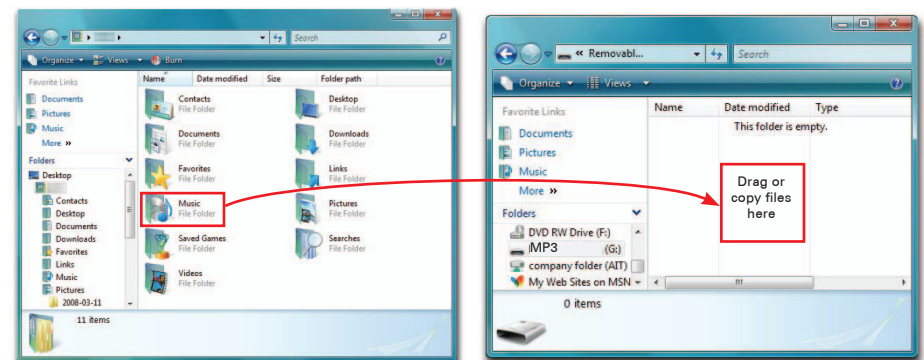 Search
Organize Views Burn
Favorite Links
Documents
Pictures
Music
More »
Folders
Desktop
Contacts
Desktop
Documents
Downloads
Favorites
Links
Music
Pictures
2008-03-11
Name Date modified Size Folder path
Contacts
File Folder
Desktop
File Folder
Documents
File Folder
Downloads
File Folder
Favorites
File Folder
Links
File Folder
Music
File Folder
Pictures
File Folder
Saved Games
File Folder
Searches
File Folder
Videos
File Folder
11 items
« Removabl... Search
Organize Views
Favorite Links
Documents
Pictures
Music
More »
Folders
DVD RW Drive (F:)
MP3 (G:)
company folder (AIT)
My Web Sites on MSN
Name Date modified Type
This folder is empty.
Drag or
copy files
here
0 items